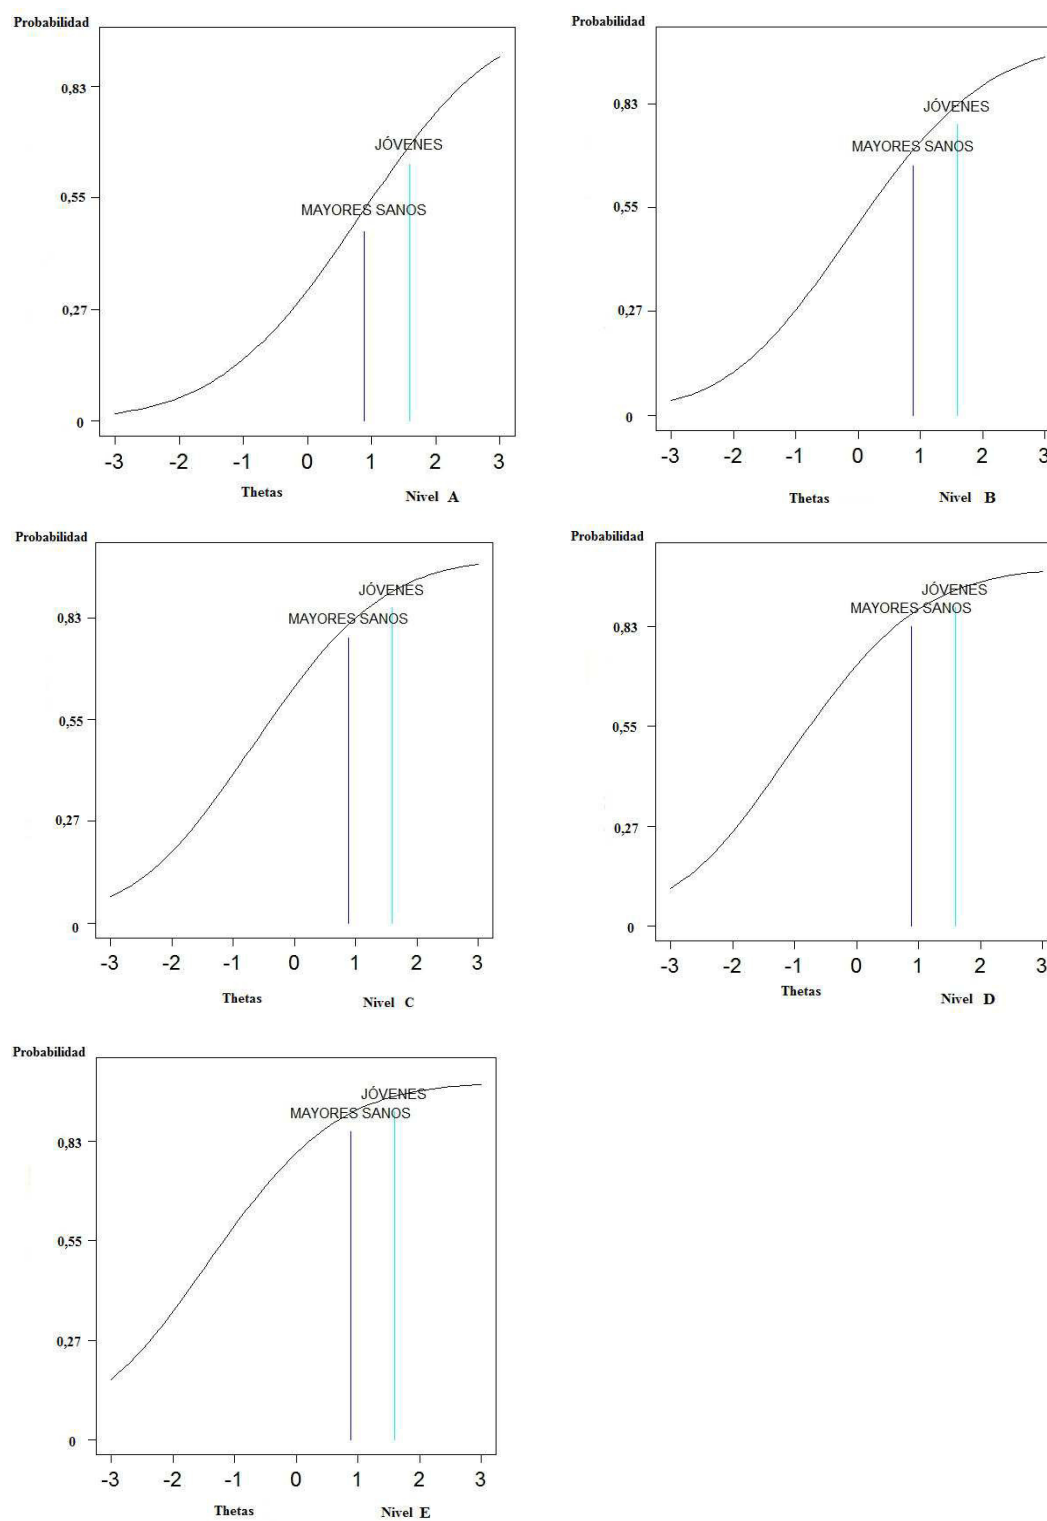 Probabilidad
0,83
JÓVENES
0,55
MAYORES SANOS
0,27
0
-3 -2 -1 0 1 2 3
Thetas Nivel A
Probabilidad
0,83
JÓVENES
MAYORES SANOS
0,55
0,27
0
-3 -2 -1 0 1 2 3
Thetas Nivel B
Probabilidad
JÓVENES
0,83
MAYORES SANOS
0,55
0,27
0
-3 -2 -1 0 1 2 3
Thetas Nivel C
Probabilidad
JÓVENES
MAYORES SANOS
0,83
0,55
0,27
0
-3 -2 -1 0 1 2 3
Thetas Nivel D
Probabilidad
JÓVENES
MAYORES SANOS
0,83
0,55
0,27
0
-3 -2 -1 0 1 2 3
Thetas Nivel E